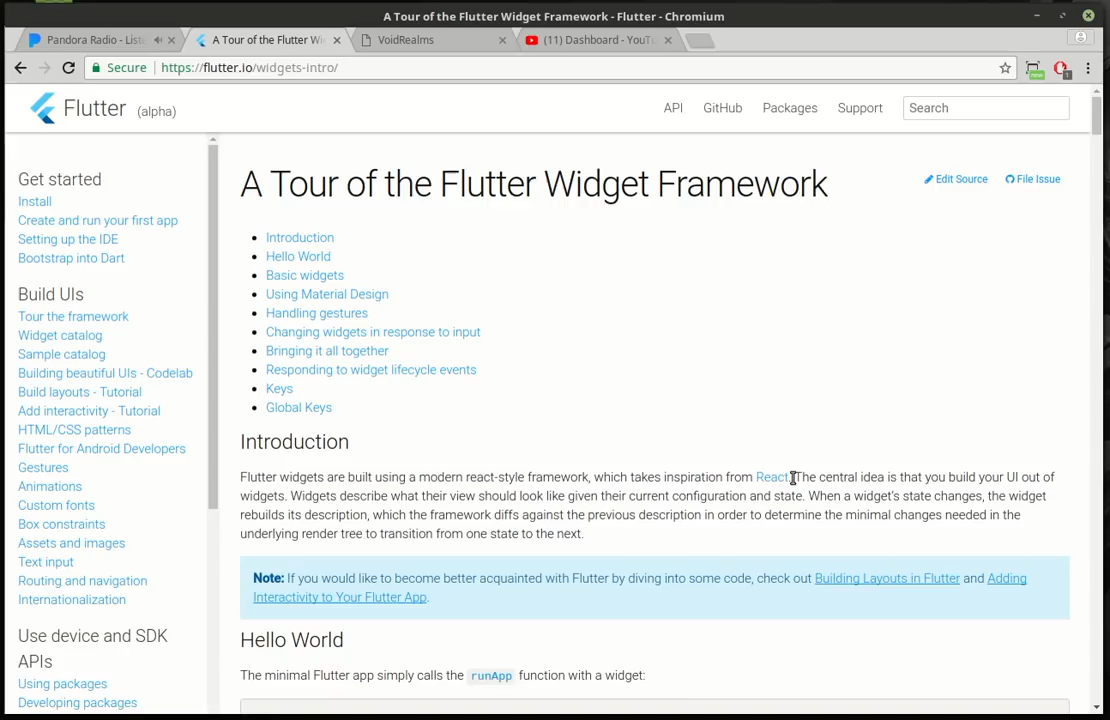 A Tour of the Flutter Widget Framework - Flutter - Chromium
Pandora Radio - Liste
A Tour of the Flutter Wi
VoidRealms
(11) Dashboard - YouTu
Secure
https://flutter.io/widgets-intro/
new
1
Flutter (alpha)
API
GitHub
Packages
Support
Search
Get started
Install
Create and run your first app
Setting up the IDE
Bootstrap into Dart
Build UIs
Tour the framework
Widget catalog
Sample catalog
Building beautiful UIs - Codelab
Build layouts - Tutorial
Add interactivity - Tutorial
HTML/CSS patterns
Flutter for Android Developers
Gestures
Animations
Custom fonts
Box constraints
Assets and images
Text input
Routing and navigation
Internationalization
Use device and SDK
APIs
Using packages
Developing packages
A Tour of the Flutter Widget Framework
Edit Source
File Issue
Introduction
Hello World
Basic widgets
Using Material Design
Handling gestures
Changing widgets in response to input
Bringing it all together
Responding to widget lifecycle events
Keys
Global Keys
Introduction
Flutter widgets are built using a modern react-style framework, which takes inspiration from React. The central idea is that you build your UI out of
widgets. Widgets describe what their view should look like given their current configuration and state. When a widget's state changes, the widget
rebuilds its description, which the framework diffs against the previous description in order to determine the minimal changes needed in the
underlying render tree to transition from one state to the next.
Note: If you would like to become better acquainted with Flutter by diving into some code, check out Building Layouts in Flutter and Adding
Interactivity to Your Flutter App.
Hello World
The minimal Flutter app simply calls the runApp function with a widget: